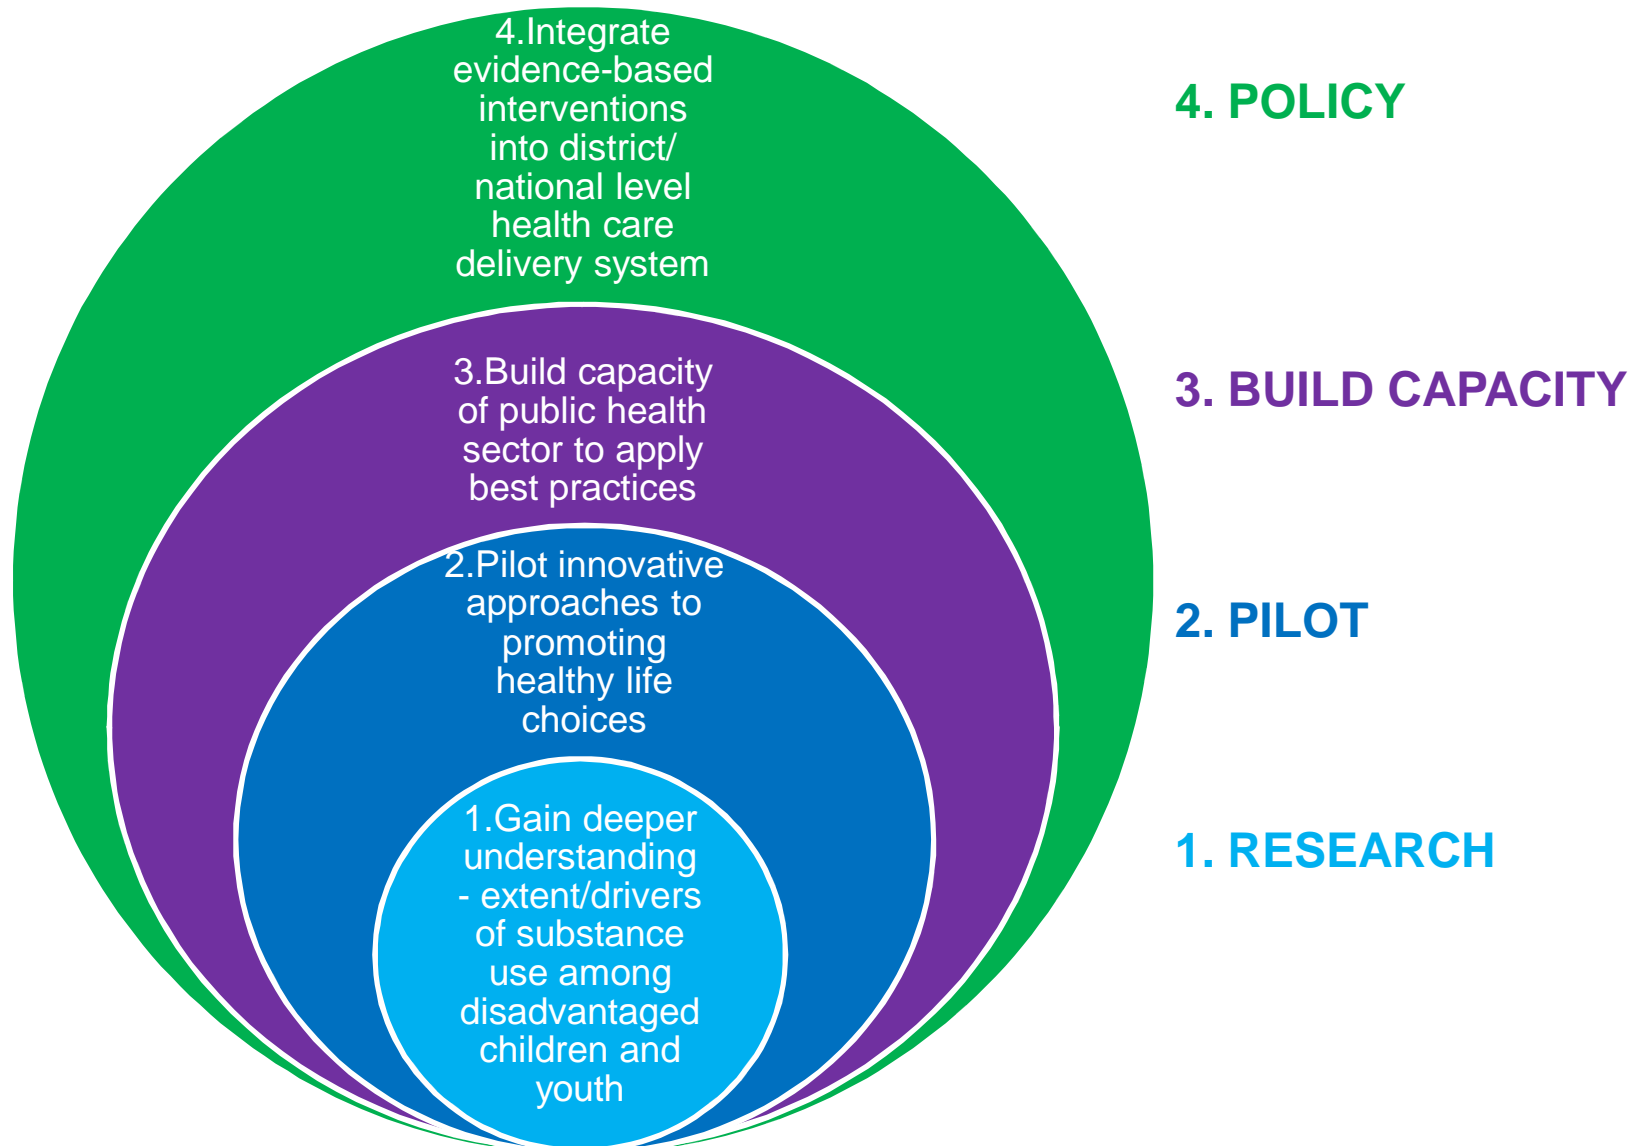 4.Integrate
evidence-based
interventions
into district/
national level
health care
delivery system
4. POLICY
3.Build capacity
of public health
sector to apply
best practices
3. BUILD CAPACITY
2.Pilot innovative
approaches to
promoting
healthy life
choices
2. PILOT
1.Gain deeper
understanding
- extent/drivers
of substance
use among
disadvantaged
children and
youth
1. RESEARCH